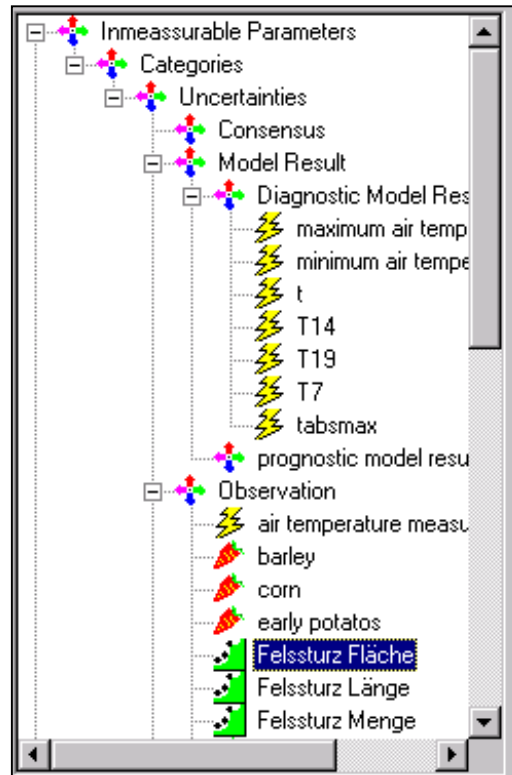 Inmeassurable Parameters
Categories
Uncertainties
Consensus
Model Result
Diagnostic Model Res
maximum air temp
minimum air tempe
t
T14
T19
T7
tabsmax
prognostic model resu
Observation
air temperature measu
barley
corn
early potatos
Felssturz Fläche
Felssturz Länge
Felssturz Menge